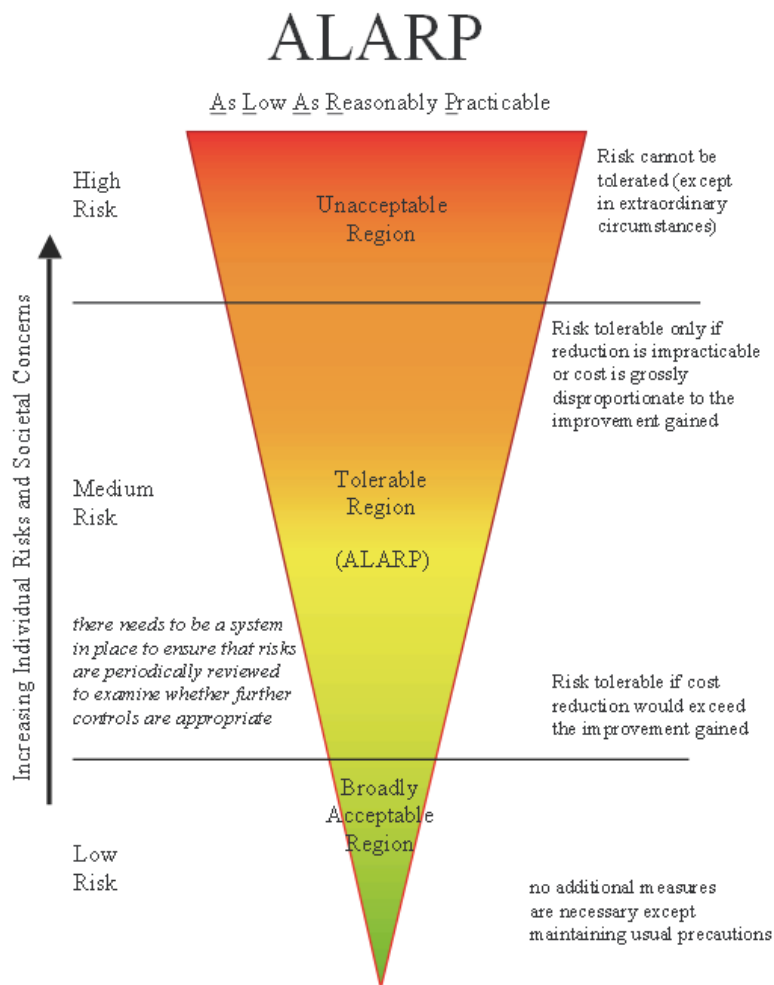 ALARP
As Low As Reasonably Practicable
High
Risk
Unacceptable
Region
Risk cannot be
tolerated (except
in extraordinary
circumstances)
Increasing Individual Risks and Societal Concerns
Risk tolerable only if
reduction is impracticable
or cost is grossly
disproportionate to the
improvement gained
Medium
Risk
Tolerable
Region
(ALARP)
there needs to be a system
in place to ensure that risks
are periodically reviewed
to examine whether further
controls are appropriate
Risk tolerable if cost
reduction would exceed
the improvement gained
Broadly
Acceptable
Region
Low
Risk
no additional measures
are necessary except
maintaining usual precautions